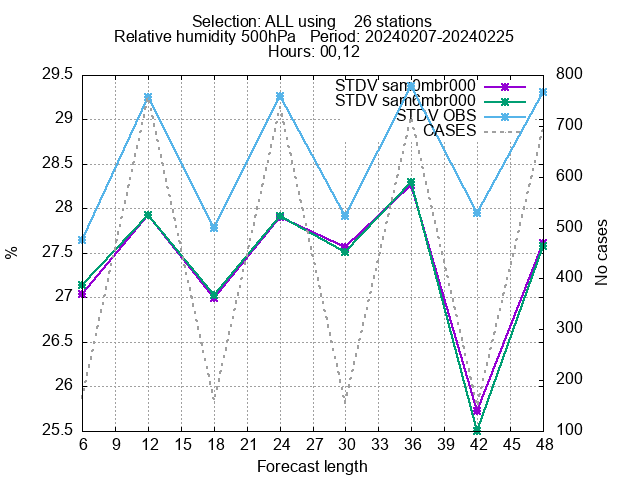 Selection: ALL using    26 stations
Relative humidity 500hPa   Period: 20240207-20240225
Hours: 00,12
29.5
29
28.5
28
27.5
27
26.5
26
25.5
%
800
700
600
500
400
300
200
100
No cases
STDV sam0mbr000
STDV OBS
CASES
6 9 12 15 18 21 24 27 30 33 36 39 42 45 48
Forecast length